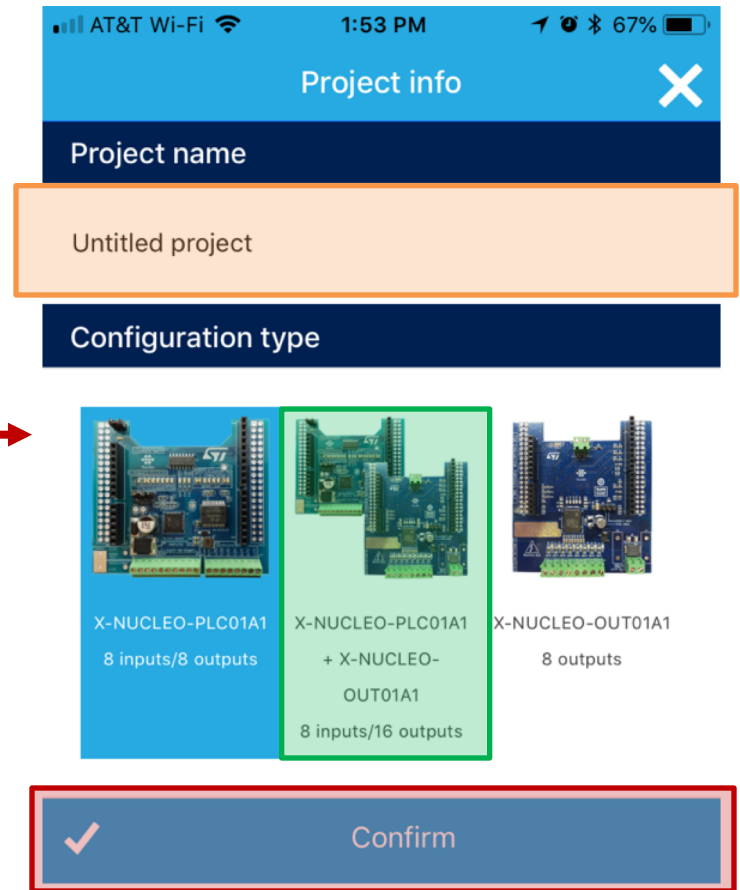 AT&T Wi-Fi 1:53 PM 67%
Project info
Project name
Untitled project
Configuration type
X-NUCLEO-PLC01A1
8 inputs/8 outputs
X-NUCLEO-PLC01A1
+ X-NUCLEO-
OUT01A1
8 inputs/16 outputs
X-NUCLEO-OUT01A1
8 outputs
Confirm